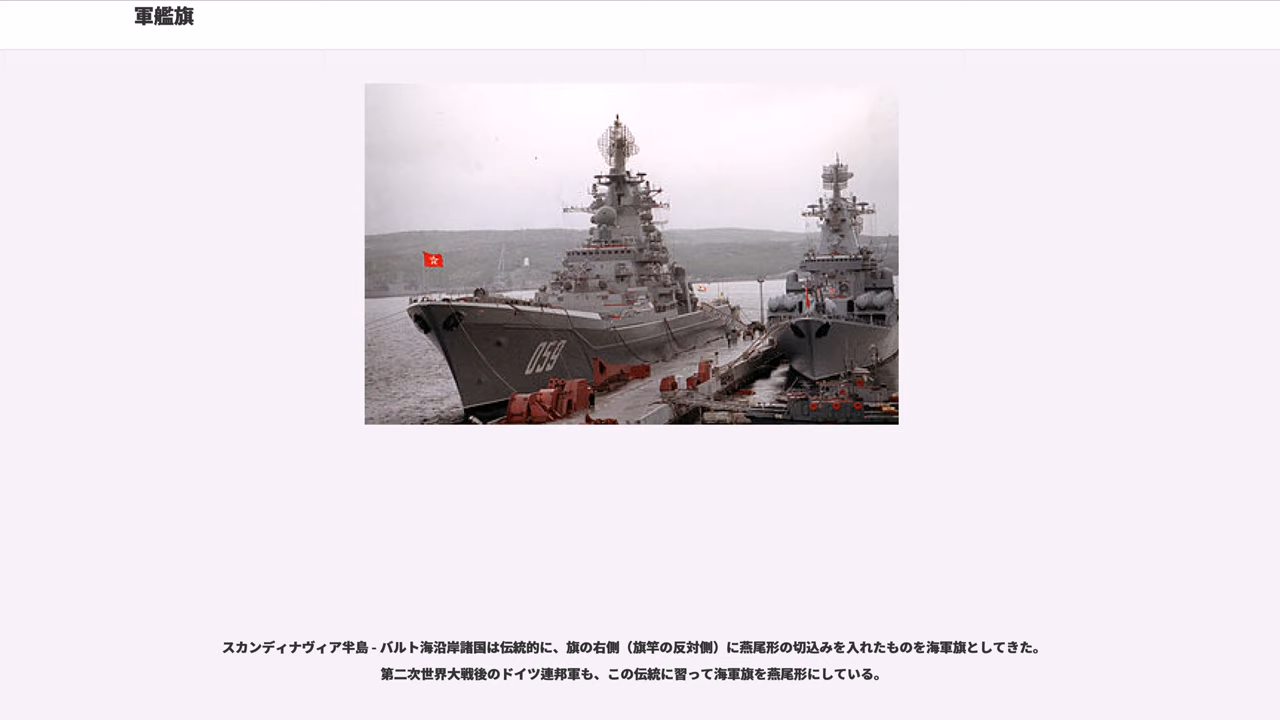 軍艦旗
059
スカンディナヴィア半島 - バルト海沿岸諸国は伝統的に、旗の右側（旗竿の反対側）に燕尾形の切込みを入れたものを海軍旗としてきた。
第二次世界大戦後のドイツ連邦軍も、この伝統に習って海軍旗を燕尾形にしている。